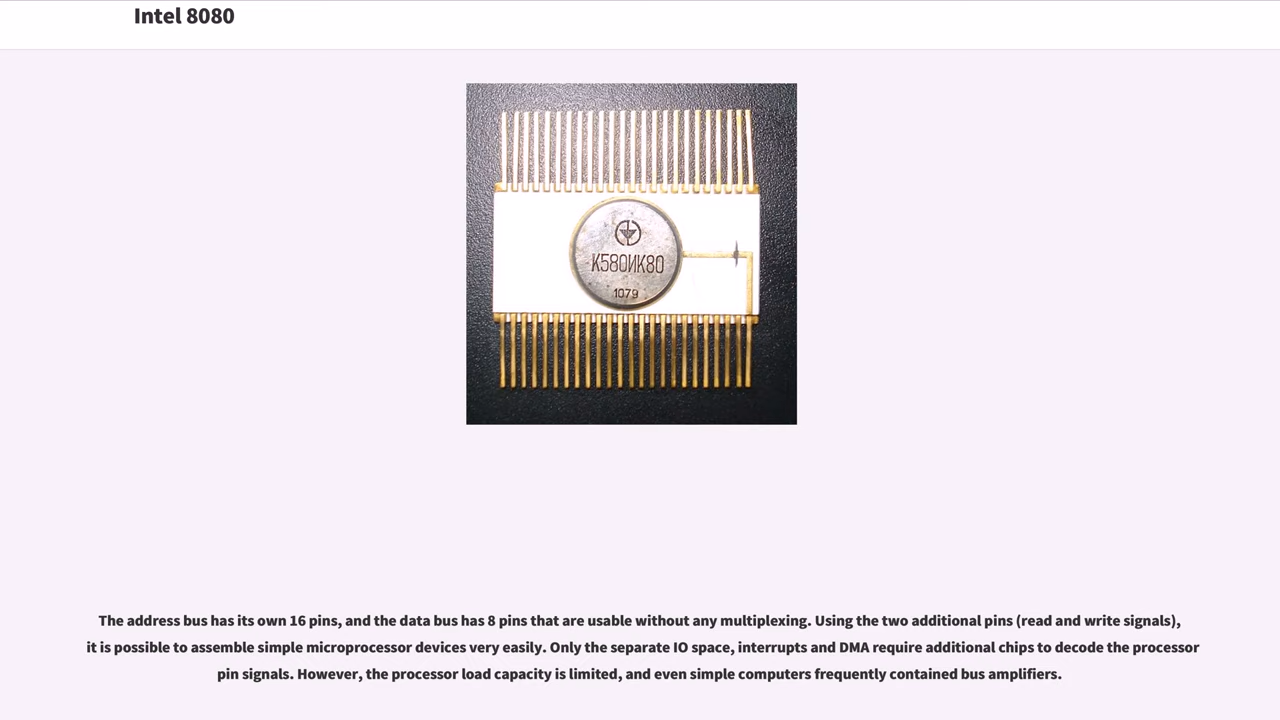 Intel 8080
К580ИК80
1079
The address bus has its own 16 pins, and the data bus has 8 pins that are usable without any multiplexing. Using the two additional pins (read and write signals),
it is possible to assemble simple microprocessor devices very easily. Only the separate IO space, interrupts and DMA require additional chips to decode the processor
pin signals. However, the processor load capacity is limited, and even simple computers frequently contained bus amplifiers.